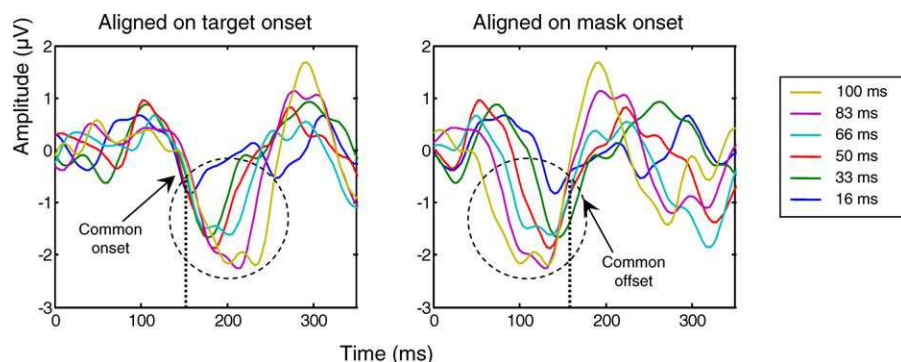 Aligned on target onset
Aligned on mask onset
Amplitude (µV)
2
1
0
-1
-2
-3
Common
onset
0
100
200
300
2
1
0
-1
-2
-3
Common
offset
0
100
200
300
Time (ms)
100 ms
83 ms
66 ms
50 ms
33 ms
16 ms